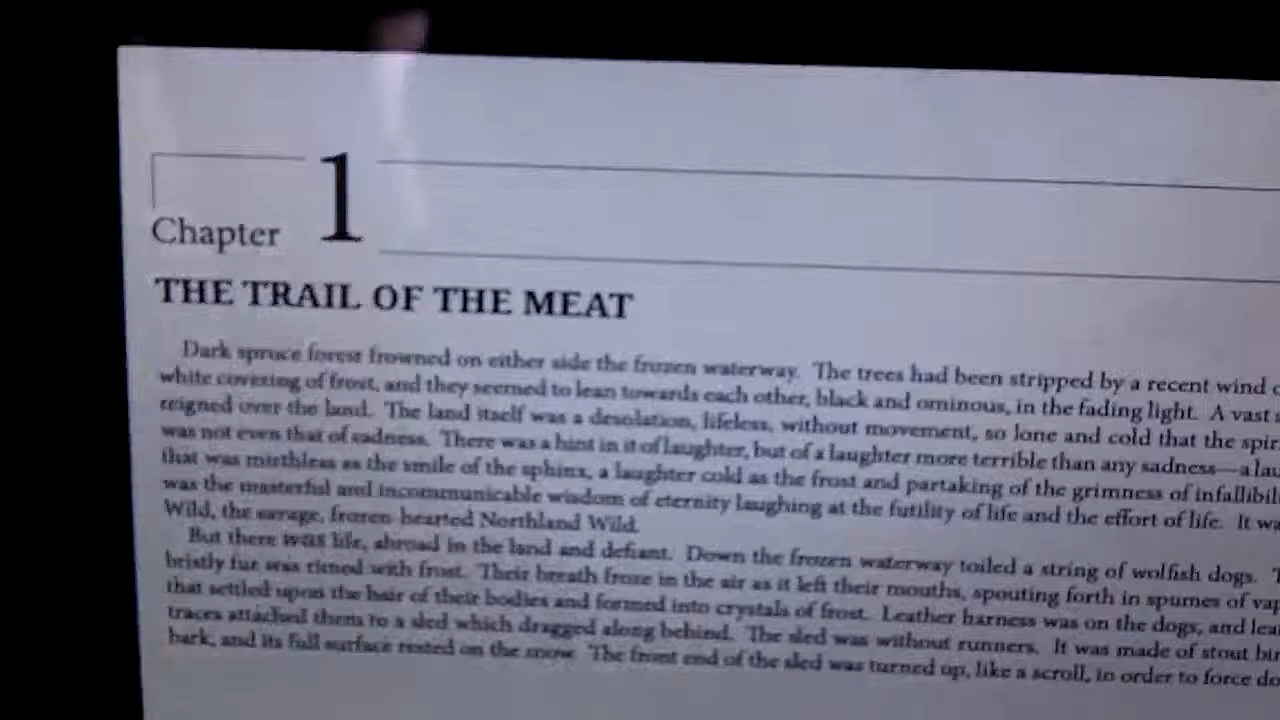 Chapter 1
THE TRAIL OF THE MEAT
Dark spruce forest frowned on either side the frozen waterway. The trees had been stripped by a recent wind
white covering of frost, and they seemed to lean towards each other, black and ominous, in the fading light. A vast
reigned over the land. The land itself was a desolation, lifeless, without movement, so lone and cold that the spir
was not even that of sadness. There was a hint in it of laughter, but of a laughter more terrible than any sadness—a lau
that was mirthless as the smile of the sphinx, a laughter cold as the frost and partaking of the grimness of infallibil
was the masterful and incommunicable wisdom of eternity laughing at the futility of life and the effort of life. It wa
Wild, the savage, frozen-hearted Northland Wild.
But there was life, abroad in the land and defiant. Down the frozen waterway toiled a string of wolfish dogs. T
bristly fur was rimed with frost. Their breath froze in the air as it left their mouths, spouting forth in spumes of vap
that settled upon the hair of their bodies and formed into crystals of frost. Leather harness was on the dogs, and lea
traces attached them to a sled which dragged along behind. The sled was without runners. It was made of stout bir
bark, and its full surface rested on the snow. The front end of the sled was turned up, like a scroll, in order to force do